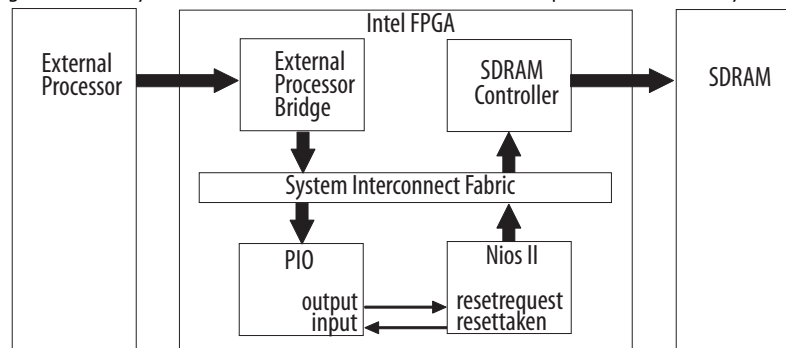 Intel FPGA
External
Processor
External
Processor
Bridge
SDRAM
Controller
SDRAM
System Interconnect Fabric
PIO
output
input
Nios II
resetrequest
resettaken